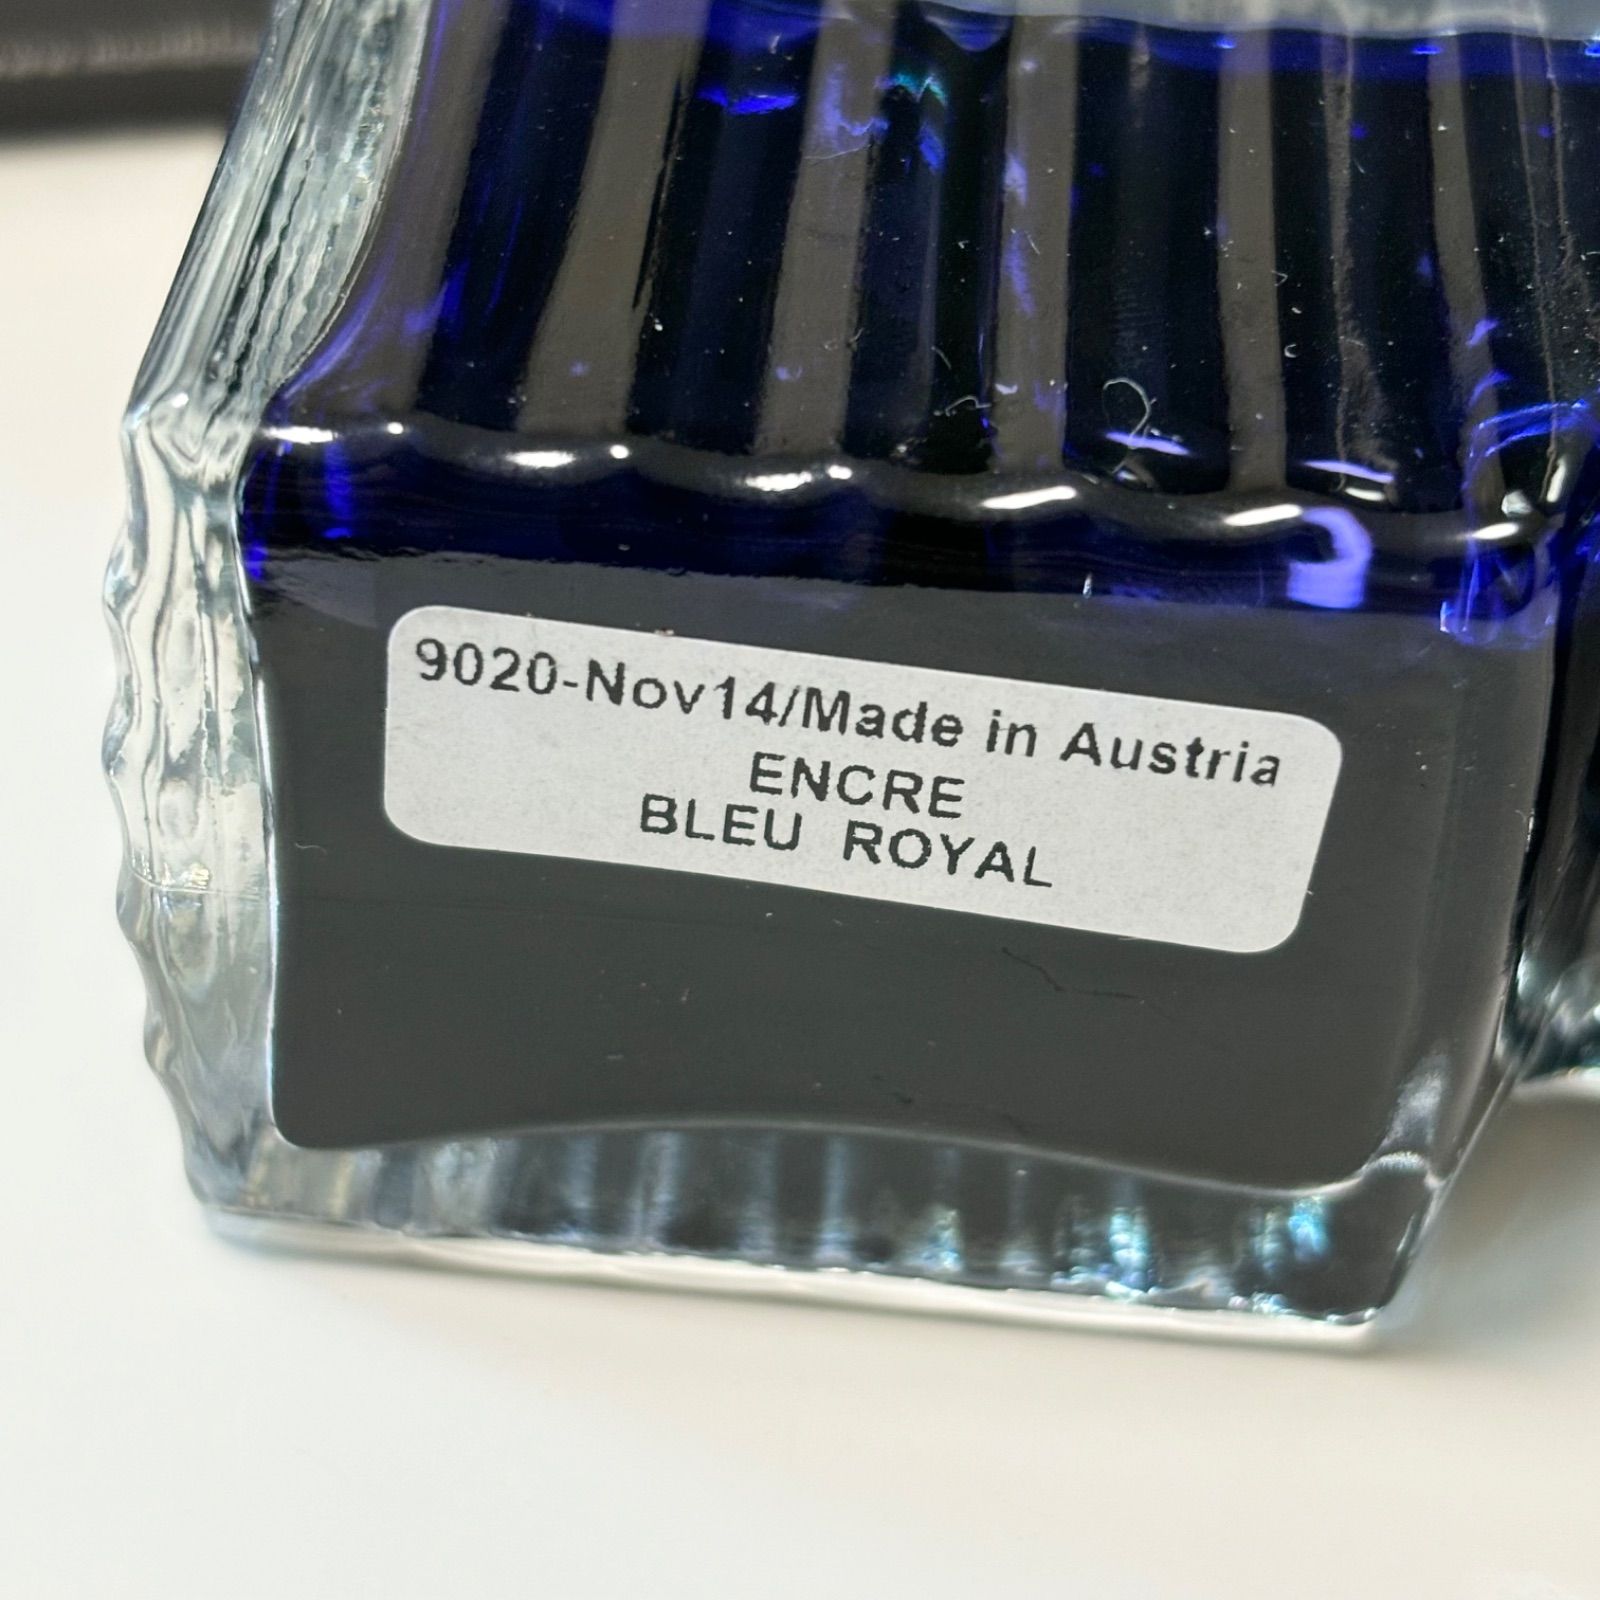 9020-Nov14/Made in Austria
ENCRE
BLEU ROYAL